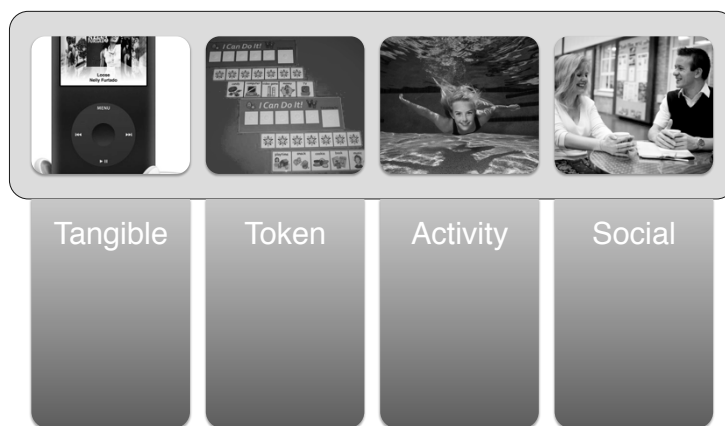 Loose
Nelly Furtado
MENU
I Can Do It!
I Can Do It!
Tangible
Token
Activity
Social